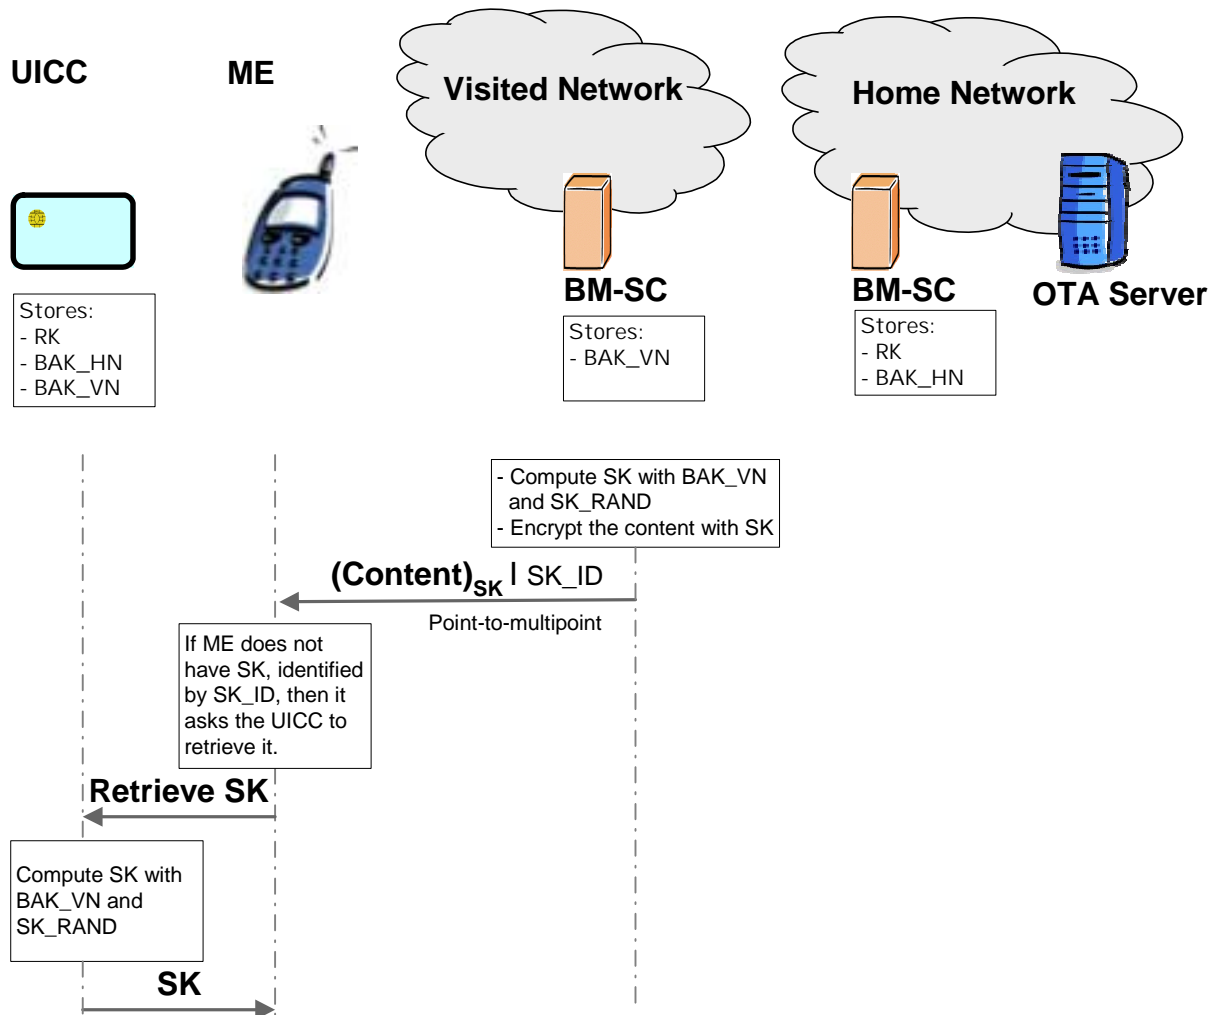 UICC
ME
Visited Network
Home Network
BM-SC
BM-SC
OTA Server
Stores:
- RK
- BAK_HN
- BAK_VN
Stores:
- BAK_VN
Stores:
- RK
- BAK_HN
- Compute SK with BAK_VN
and SK_RAND
- Encrypt the content with SK
(Content)SK | SK_ID
Point-to-multipoint
If ME does not
have SK, identified
by SK_ID, then it
asks the UICC to
retrieve it.
Retrieve SK
Compute SK with
BAK_VN and
SK_RAND
SK